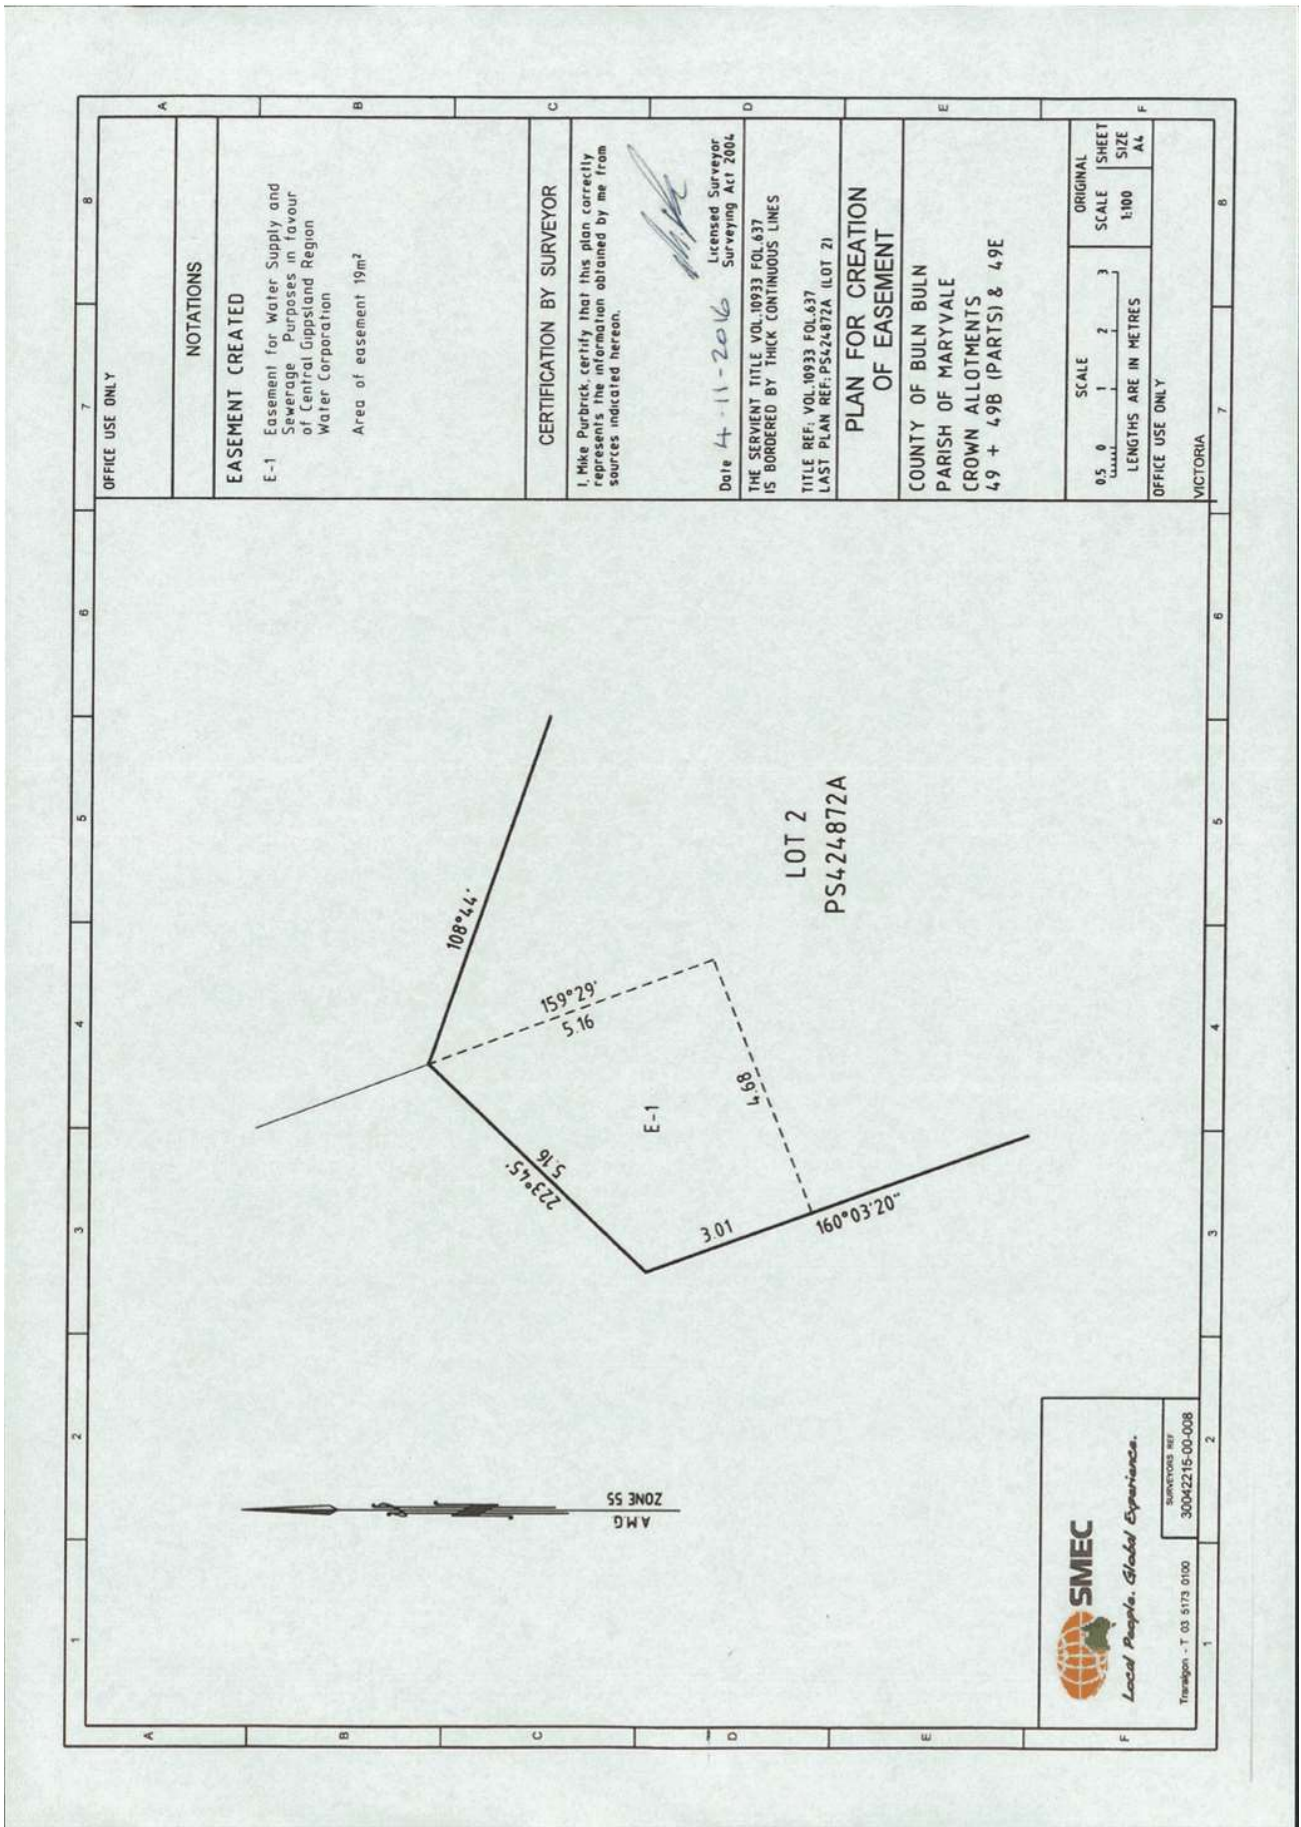 1 2 3 4 5 6 7 8
A
B
C
D
E
F
A.M.G
ZONE 55
108°44'
159°29'
5.16
223°45'
5.16
E-1
4.68
3.01
160°03'20"
LOT 2
PS424872A
OFFICE USE ONLY
NOTATIONS
EASEMENT CREATED
E-1 Easement for Water Supply and
Sewerage Purposes in favour
of Central Gippsland Region
Water Corporation
Area of easement 19m²
CERTIFICATION BY SURVEYOR
I, Mike Purbrick, certify that this plan correctly
represents the information obtained by me from
sources indicated hereon.
Date 4-11-2016 Licensed Surveyor
Surveying Act 2004
THE SERVIENT TITLE VOL.10933 FOL.637
IS BORDERED BY THICK CONTINUOUS LINES
TITLE REF: VOL.10933 FOL.637
LAST PLAN REF: PS424872A (LOT 2)
PLAN FOR CREATION
OF EASEMENT
COUNTY OF BULN BULN
PARISH OF MARYVALE
CROWN ALLOTMENTS
49 + 49B (PARTS) & 49E
SCALE
0.5 0 1 2 3
LENGTHS ARE IN METRES
ORIGINAL
SCALE
1:100
SHEET
SIZE
A4
OFFICE USE ONLY
VICTORIA
SMEC
Local People. Global Experience.
Traralgon - T 03 5173 0100
SURVEYORS REF
30042215-00-008
A
B
C
D
E
F
1 2 3 4 5 6 7 8